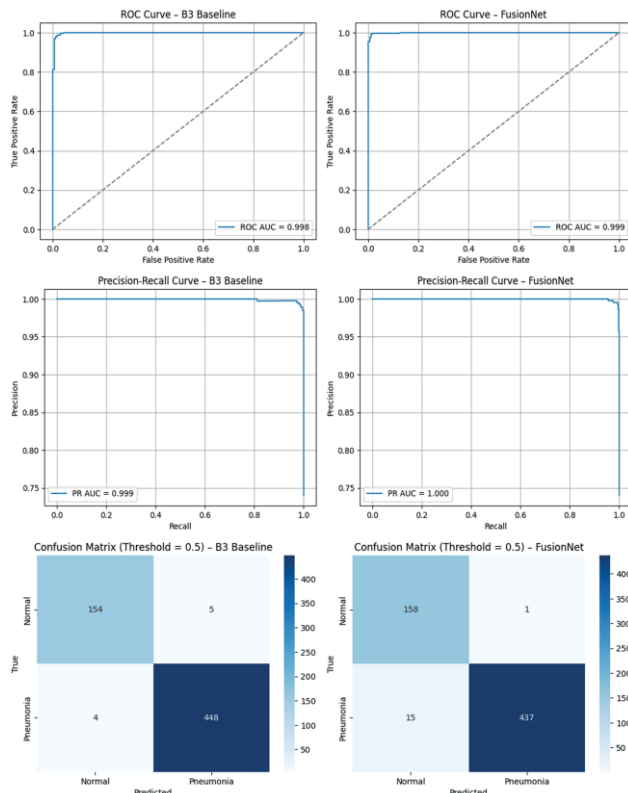 ROC Curve – B3 Baseline
True Positive Rate
1.0
0.8
0.6
0.4
0.2
0.0
0.0 0.2 0.4 0.6 0.8 1.0
False Positive Rate
ROC AUC = 0.998
ROC Curve – FusionNet
True Positive Rate
1.0
0.8
0.6
0.4
0.2
0.0
0.0 0.2 0.4 0.6 0.8 1.0
False Positive Rate
ROC AUC = 0.999
Precision-Recall Curve – B3 Baseline
Precision
1.00
0.95
0.90
0.85
0.80
0.75
0.0 0.2 0.4 0.6 0.8 1.0
Recall
PR AUC = 0.999
Precision-Recall Curve – FusionNet
Precision
1.00
0.95
0.90
0.85
0.80
0.75
0.0 0.2 0.4 0.6 0.8 1.0
Recall
PR AUC = 1.000
Confusion Matrix (Threshold = 0.5) – B3 Baseline
True
Normal
154 5
Pneumonia
4 448
Normal Pneumonia
Predicted
400
350
300
250
200
150
100
50
Confusion Matrix (Threshold = 0.5) – FusionNet
True
Normal
158 1
Pneumonia
15 437
Normal Pneumonia
Predicted
400
350
300
250
200
150
100
50